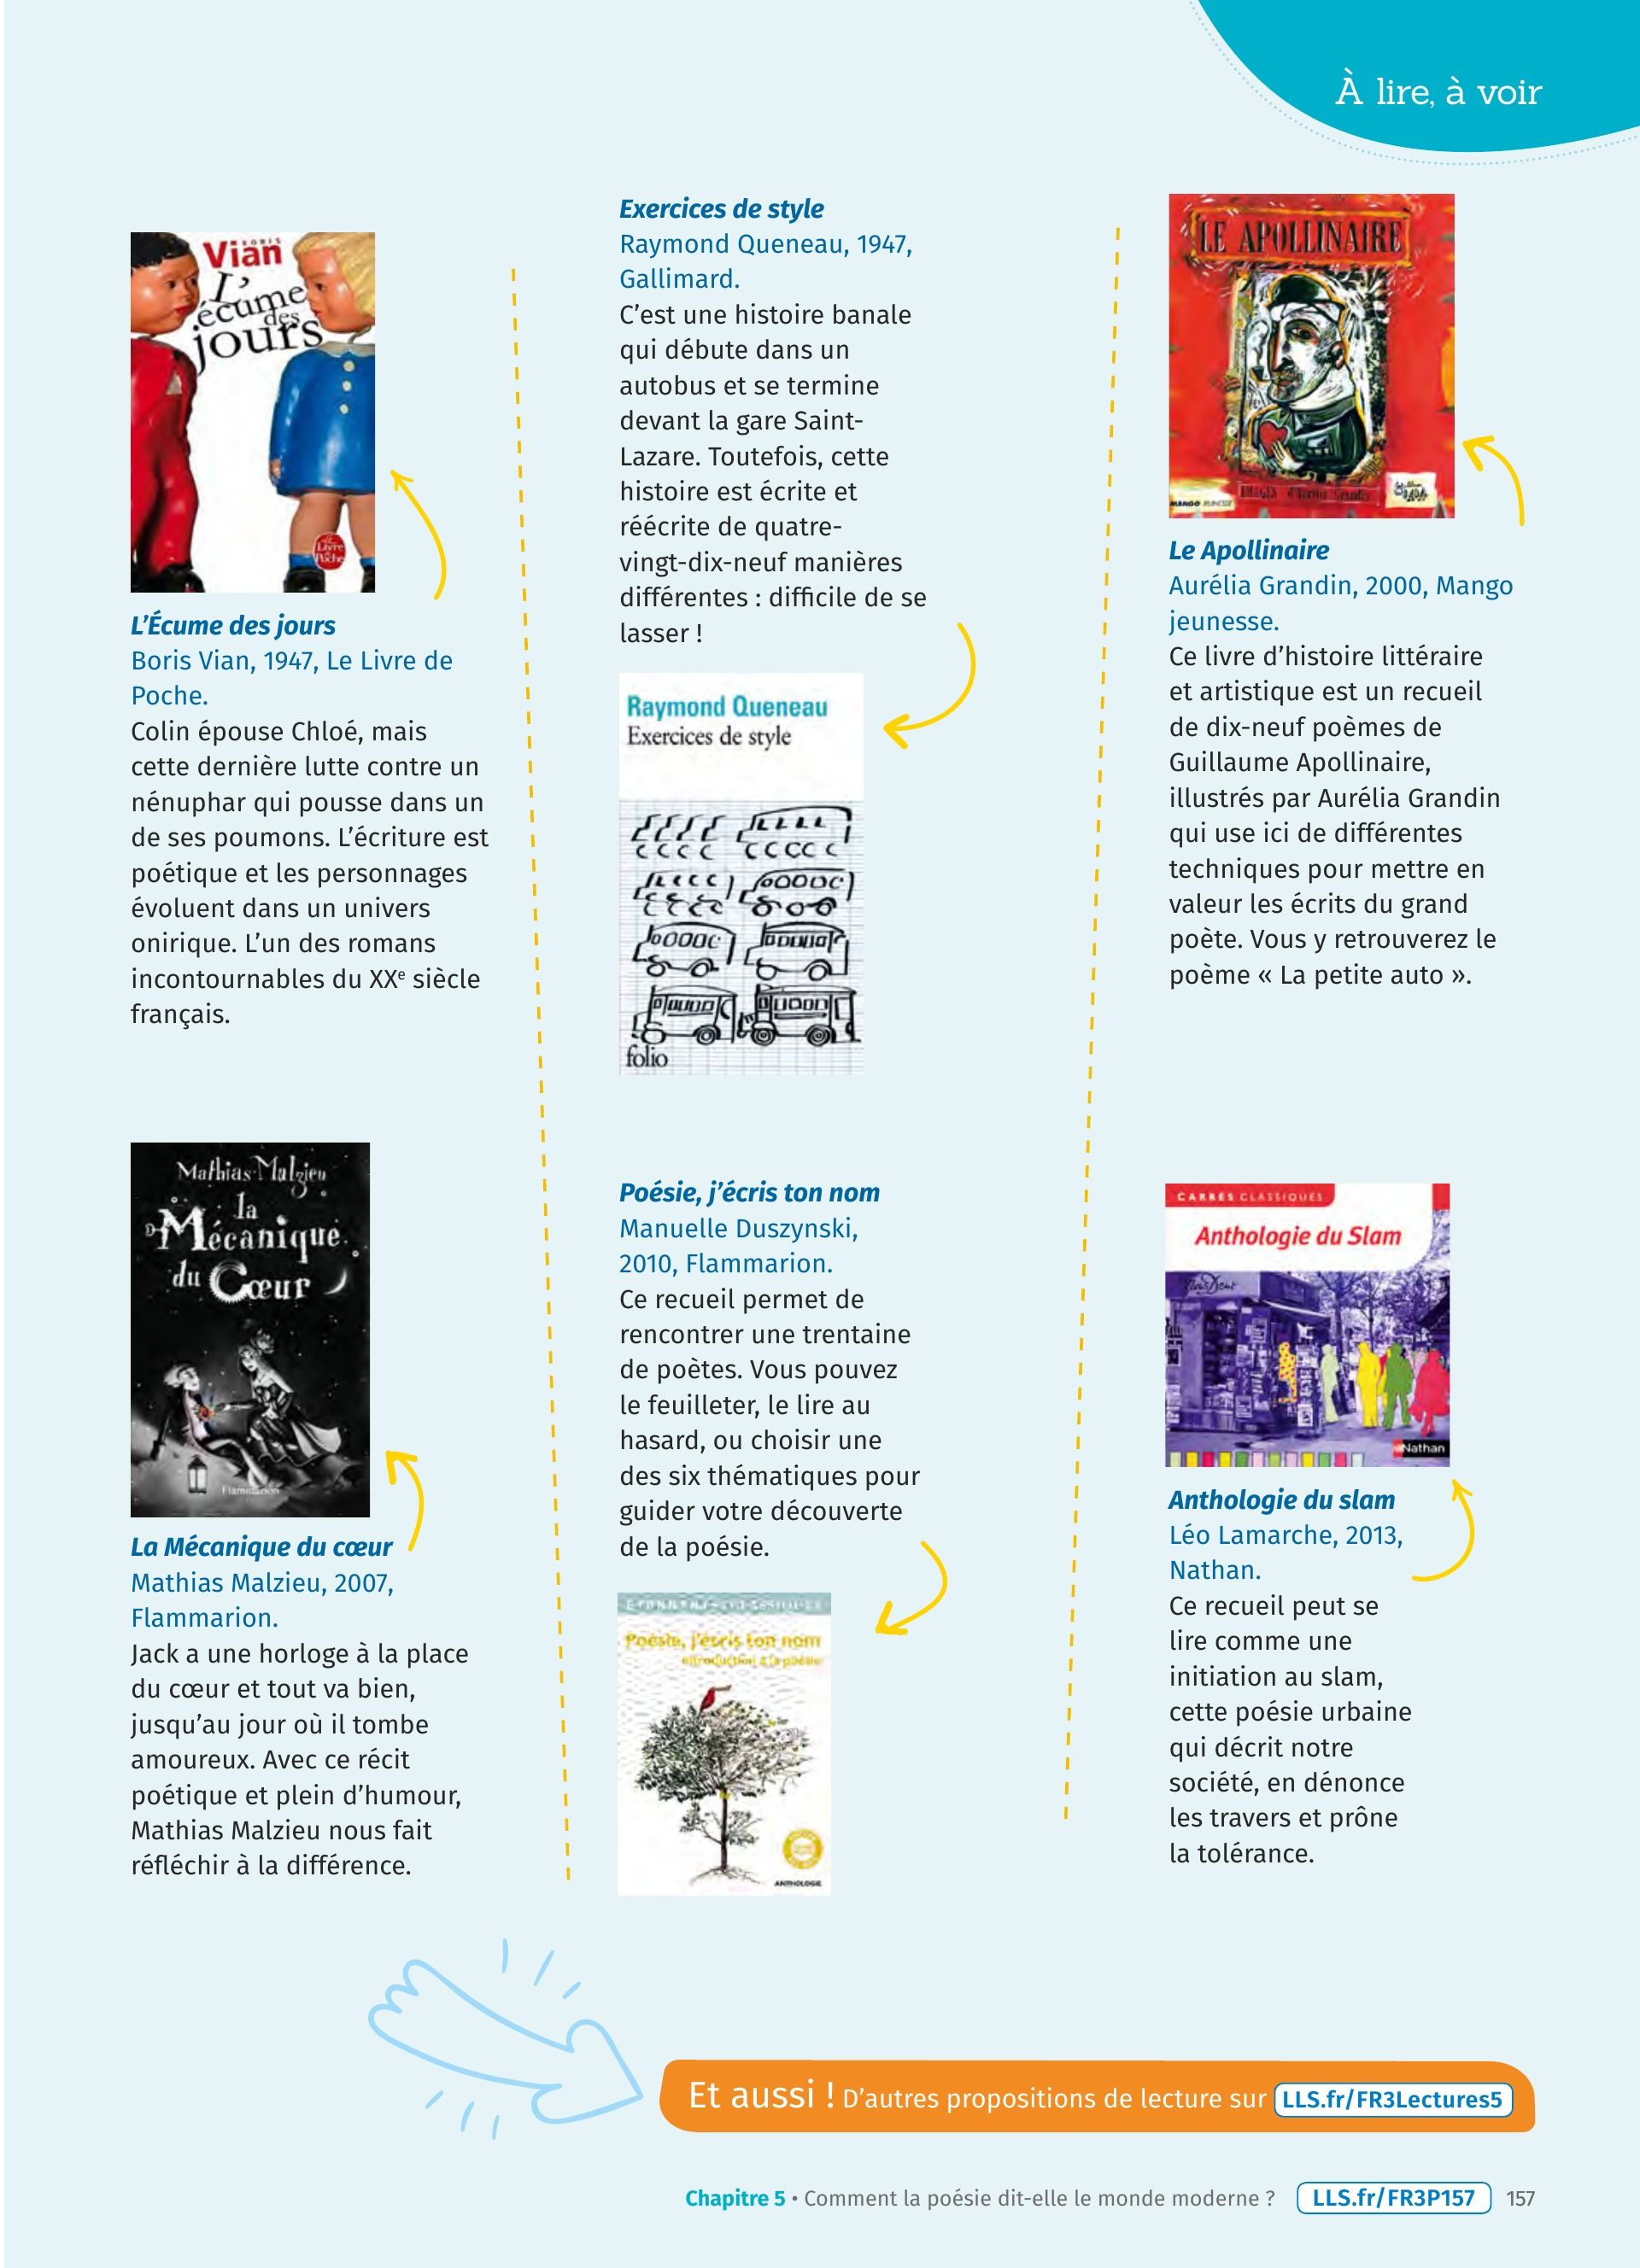 À lire, à voir
BORIS
Vian
L'
écume
des
jours
Le
Livre
de
Poche
L'Écume des jours
Boris Vian, 1947, Le Livre de
Poche.
Colin épouse Chloé, mais
cette dernière lutte contre un
nénuphar qui pousse dans un
de ses poumons. L'écriture est
poétique et les personnages
évoluent dans un univers
onirique. L'un des romans
incontournables du XXe siècle
français.
Mathias Malzieu
la
Mécanique
du Cœur
Flammarion
La Mécanique du cœur
Mathias Malzieu, 2007,
Flammarion.
Jack a une horloge à la place
du cœur et tout va bien,
jusqu'au jour où il tombe
amoureux. Avec ce récit
poétique et plein d'humour,
Mathias Malzieu nous fait
réfléchir à la différence.
Exercices de style
Raymond Queneau, 1947,
Gallimard.
C'est une histoire banale
qui débute dans un
autobus et se termine
devant la gare Saint-
Lazare. Toutefois, cette
histoire est écrite et
réécrite de quatre-
vingt-dix-neuf manières
différentes : difficile de se
lasser !
Raymond Queneau
Exercices de style
folio
Poésie, j'écris ton nom
Manuelle Duszynski,
2010, Flammarion.
Ce recueil permet de
rencontrer une trentaine
de poètes. Vous pouvez
le feuilleter, le lire au
hasard, ou choisir une
des six thématiques pour
guider votre découverte
de la poésie.
ÉTONNANTS CLASSIQUES
Poésie, j'écris ton nom
Introduction à la poésie
ANTHOLOGIE
LE APOLLINAIRE
IMAGES d'Aurélia Grandin
MANGO JEUNESSE
Le Apollinaire
Aurélia Grandin, 2000, Mango
jeunesse.
Ce livre d'histoire littéraire
et artistique est un recueil
de dix-neuf poèmes de
Guillaume Apollinaire,
illustrés par Aurélia Grandin
qui use ici de différentes
techniques pour mettre en
valeur les écrits du grand
poète. Vous y retrouverez le
poème « La petite auto ».
CARRÉS CLASSIQUES
Anthologie du Slam
Nathan
Anthologie du slam
Léo Lamarche, 2013,
Nathan.
Ce recueil peut se
lire comme une
initiation au slam,
cette poésie urbaine
qui décrit notre
société, en dénonce
les travers et prône
la tolérance.
Et aussi ! D'autres propositions de lecture sur LLS.fr/FR3Lectures5
Chapitre 5 • Comment la poésie dit-elle le monde moderne ? LLS.fr/FR3P157 157